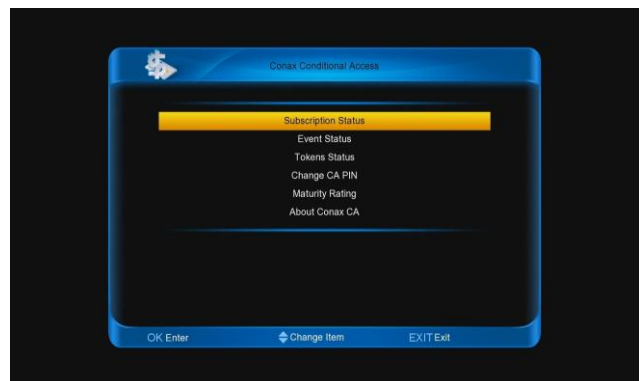 Conax Conditional Access
Subscription Status
Event Status
Tokens Status
Change CA PIN
Maturity Rating
About Conax CA
OK Enter Change Item EXIT Exit